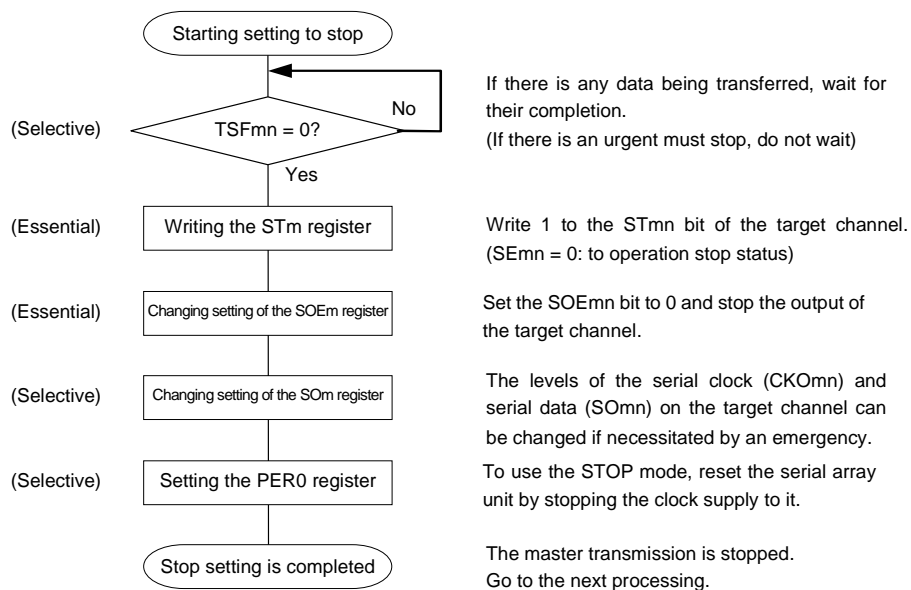 Starting setting to stop
No
(Selective)
TSFmn = 0?
If there is any data being transferred, wait for
their completion.
(If there is an urgent must stop, do not wait)
Yes
(Essential)
Writing the STm register
Write 1 to the STmn bit of the target channel.
(SEmn = 0: to operation stop status)
(Essential)
Changing setting of the SOEm register
Set the SOEmn bit to 0 and stop the output of
the target channel.
(Selective)
Changing setting of the SOm register
The levels of the serial clock (CKOmn) and
serial data (SOmn) on the target channel can
be changed if necessitated by an emergency.
(Selective)
Setting the PER0 register
To use the STOP mode, reset the serial array
unit by stopping the clock supply to it.
Stop setting is completed
The master transmission is stopped.
Go to the next processing.